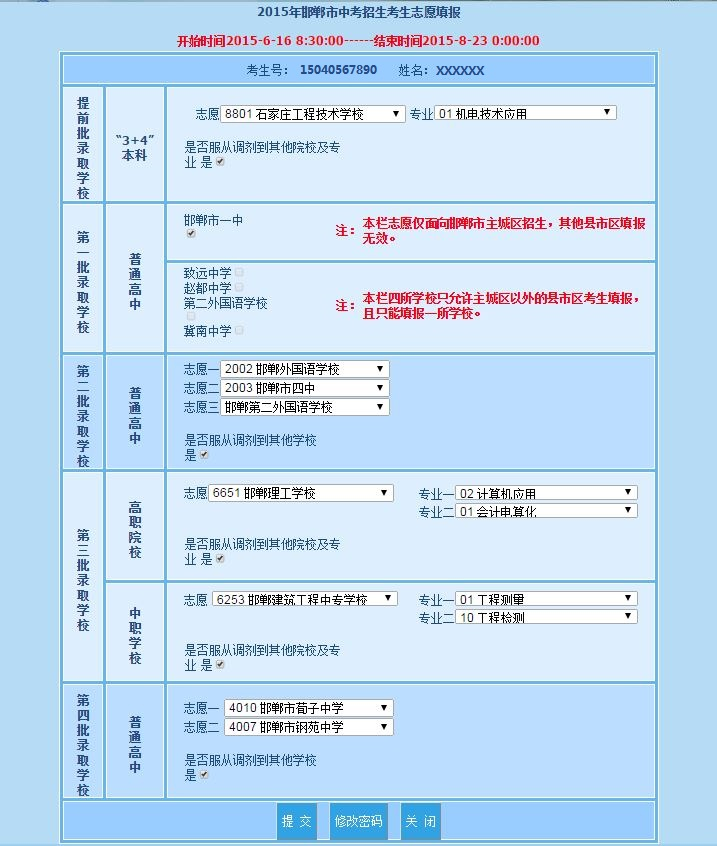 2015年邯郸市中考招生考生志愿填报
开始时间2015-6-16 8:30:00------结束时间2015-8-23 0:00:00
考生号： 15040567890 姓名：XXXXXX
提前批录取学校
“3+4”本科
志愿 8801 石家庄工程技术学校 专业 01 机电技术应用
是否服从调剂到其他院校及专
业 是
第一批录取学校
普通高中
邯郸市一中
注： 本栏志愿仅面向邯郸市主城区招生，其他县市区填报
无效。
致远中学
赵都中学
第二外国语学校
冀南中学
注： 本栏四所学校只允许主城区以外的县市区考生填报，
且只能填报一所学校。
第二批录取学校
普通高中
志愿一 2002 邯郸外国语学校
志愿二 2003 邯郸市四中
志愿三 邯郸第二外国语学校
是否服从调剂到其他学校
是
第三批录取学校
高职院校
志愿 6651 邯郸理工学校 专业一 02 计算机应用
专业二 01 会计电算化
是否服从调剂到其他院校及专
业 是
中职学校
志愿 6253 邯郸建筑工程中专学校 专业一 01 工程测量
专业二 10 工程检测
是否服从调剂到其他院校及专
业 是
第四批录取学校
普通高中
志愿一 4010 邯郸市荀子中学
志愿二 4007 邯郸市钢苑中学
是否服从调剂到其他学校
是
提 交 修改密码 关 闭